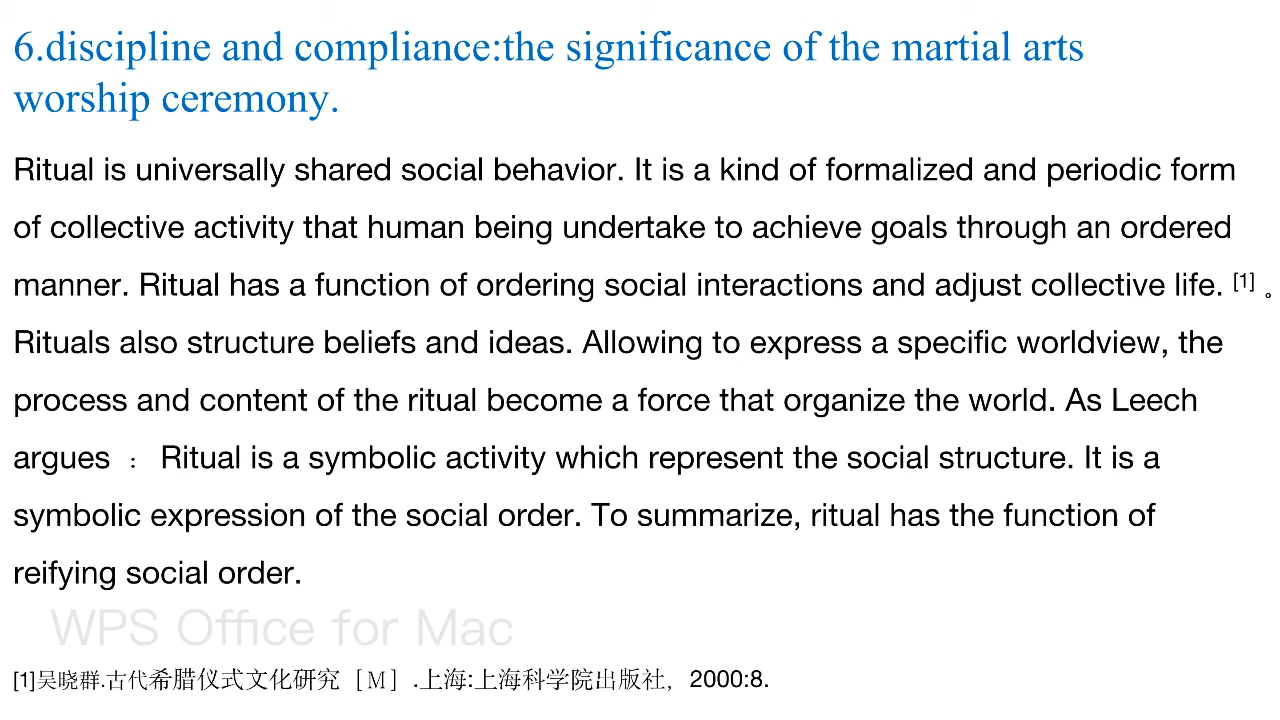 6.discipline and compliance:the significance of the martial arts
worship ceremony.
Ritual is universally shared social behavior. It is a kind of formalized and periodic form
of collective activity that human being undertake to achieve goals through an ordered
manner. Ritual has a function of ordering social interactions and adjust collective life. [1] 。
Rituals also structure beliefs and ideas. Allowing to express a specific worldview, the
process and content of the ritual become a force that organize the world. As Leech
argues ： Ritual is a symbolic activity which represent the social structure. It is a
symbolic expression of the social order. To summarize, ritual has the function of
reifying social order.
WPS Office for Mac
[1]吴晓群.古代希腊仪式文化研究［M］.上海:上海科学院出版社，2000:8.